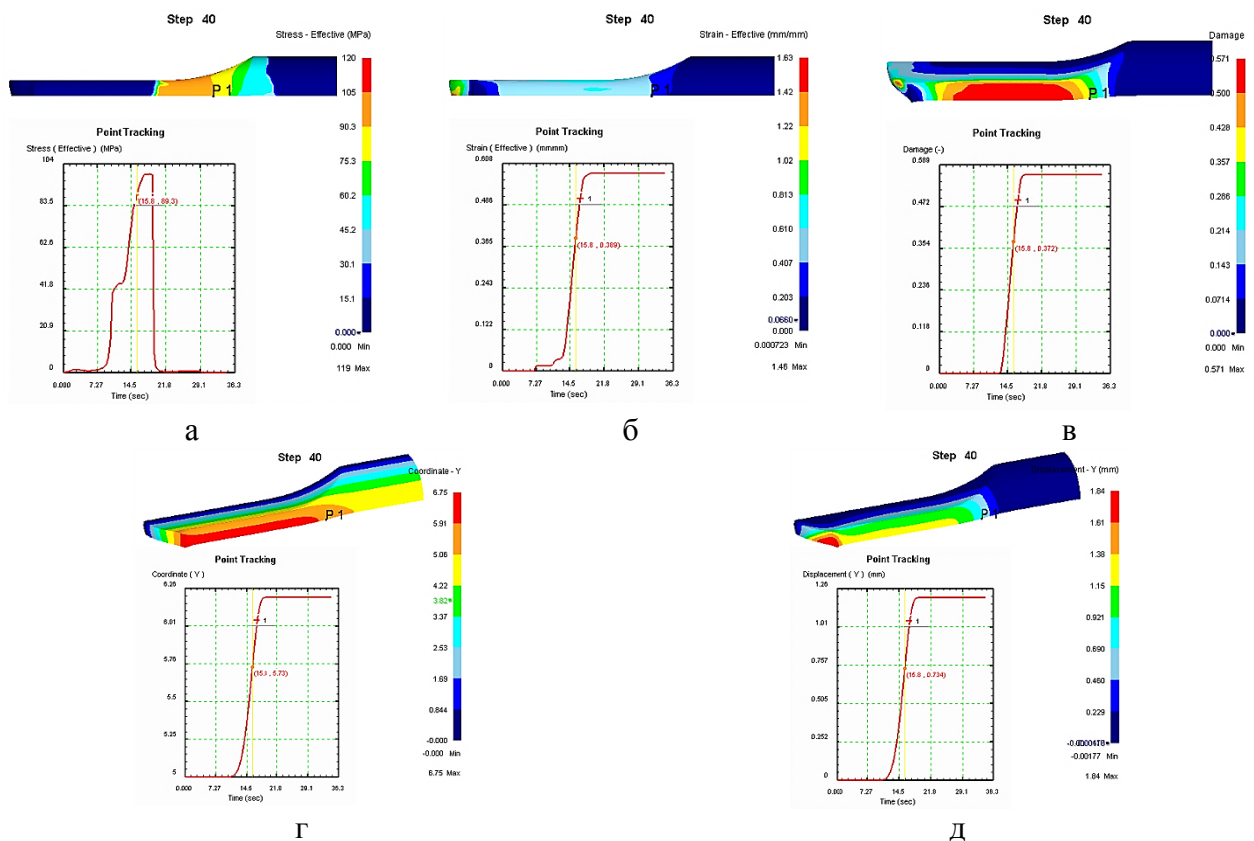 Step 40
Stress - Effective (MPa)
120
105
90.3
75.3
60.2
45.2
30.1
15.1
0.000
0.000 Min
119 Max
P 1
Point Tracking
Stress ( Effective ) (MPa)
104
83.5
62.6
41.8
20.9
0
(15.8 , 89.3)
0.000 7.27 14.5 21.8 29.1 36.3
Time (sec)
а
Step 40
Strain - Effective (mm/mm)
1.63
1.42
1.22
1.02
0.813
0.610
0.407
0.203
0.0660
0.000
0.000723 Min
1.46 Max
P 1
Point Tracking
Strain ( Effective ) (mmmm)
0.608
0.486
0.365
0.243
0.122
0
1
(15.8 , 0.389)
0.000 7.27 14.5 21.8 29.1 36.3
Time (sec)
б
Step 40
Damage
0.571
0.500
0.428
0.357
0.286
0.214
0.143
0.0714
0.000
0.000 Min
0.571 Max
P 1
Point Tracking
Damage (-)
0.589
0.472
0.354
0.236
0.118
0
1
(15.8 , 0.372)
0.000 7.27 14.5 21.8 29.1 36.3
Time (sec)
в
Step 40
Coordinate - Y
6.75
5.91
5.06
4.22
3.82
3.37
2.53
1.69
0.844
-0.000
-0.000 Min
6.75 Max
P 1
Point Tracking
Coordinate ( Y )
5.76
5.5
5.25
5
1
0.000 7.27 14.5 21.8 29.1 36.3
Time (sec)
г
Step 40
Displacement - Y (mm)
1.84
1.61
1.38
1.15
0.921
0.690
0.460
0.229
-0.00177 Min
1.84 Max
P 1
Point Tracking
Displacement ( Y ) (mm)
1.26
1.01
0.757
0.505
0.252
0
1
(15.8 , 0.734)
0.000 7.27 14.5 21.8 29.1 36.3
Time (sec)
д